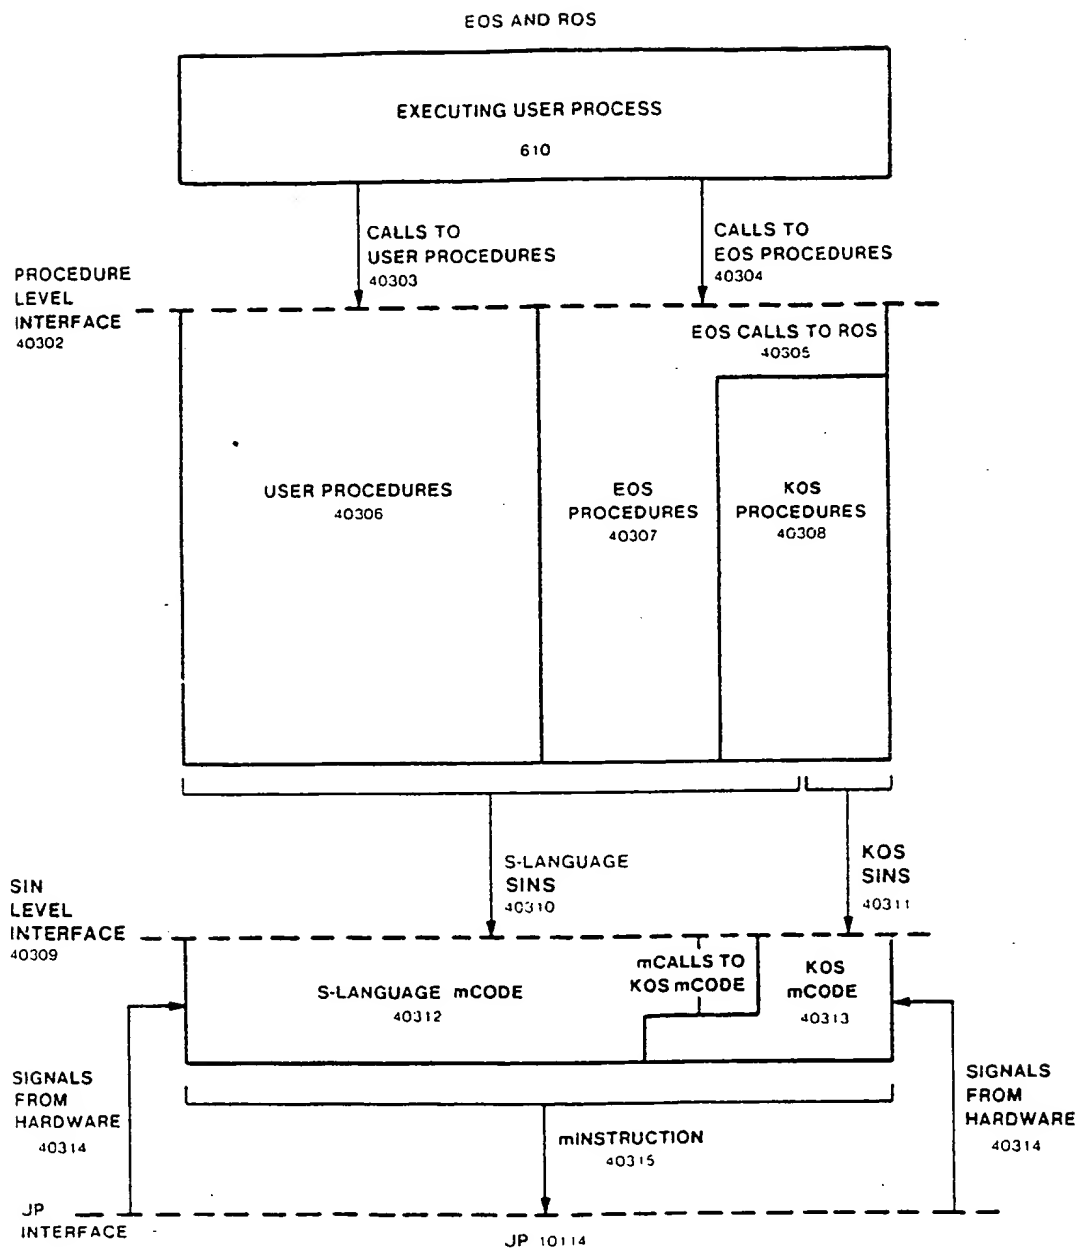 EOS AND ROS
EXECUTING USER PROCESS
610
CALLS TO
USER PROCEDURES
40303
CALLS TO
EOS PROCEDURES
40304
PROCEDURE
LEVEL
INTERFACE
40302
EOS CALLS TO ROS
40305
USER PROCEDURES
40306
EOS
PROCEDURES
40307
KOS
PROCEDURES
40308
S-LANGUAGE
SINS
40310
KOS
SINS
40311
SIN
LEVEL
INTERFACE
40309
S-LANGUAGE mCODE
40312
mCALLS TO
KOS mCODE
KOS
mCODE
40313
SIGNALS
FROM
HARDWARE
40314
mINSTRUCTION
40315
SIGNALS
FROM
HARDWARE
40314
JP
INTERFACE
JP 10114